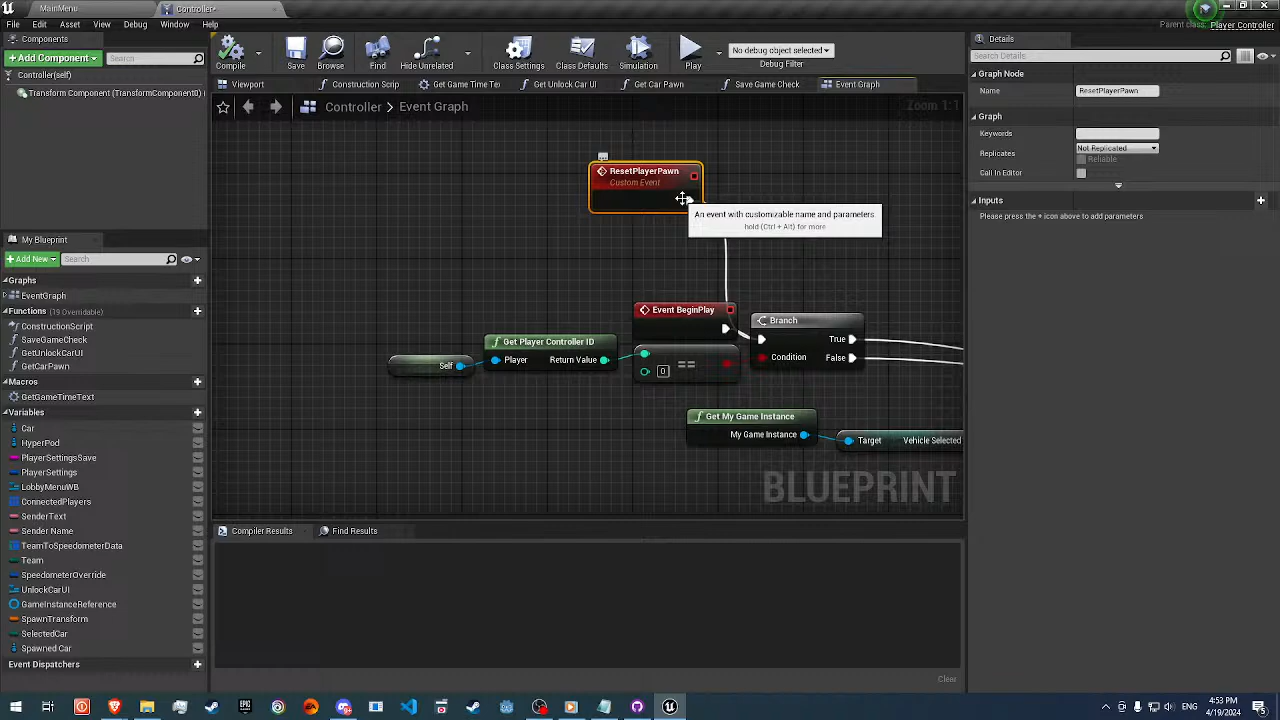 MainMenu
Controller*
File
Edit
Asset
View
Debug
Window
Help
Parent class: Player Controller
Components
Add Component
Search
Controller(self)
Transform Component (TransformComponent0)
Compile
Save
Browse
Find
Hide Unrelated
Class Settings
Class Defaults
Simulation
Play
No debug object selected
Debug Filter
Viewport
Construction Scrip
Get Game Time Te
Get Unlock Car UI
Get Car Pawn
Save Game Check
Event Graph
Controller > Event Graph
Zoom 1:1
ResetPlayerPawn
Custom Event
An event with customizable name and parameters.
hold (Ctrl + Alt) for more
Event BeginPlay
Branch
True
Condition
False
Get Player Controller ID
Player
Return Value
Self
0
==
Get My Game Instance
My Game Instance
Target
Vehicle Selected
BLUEPRINT
My Blueprint
Add New
Search
Graphs
EventGraph
(19 Overridable)
GetCarPawn
Macros
GetGameTimeText
Variables
HyperPod
PlayerSettingsSave
PlayerSettings
LobbyMenuWB
ConnectedPlayers
SenderText
SenderName
TeamToSpeedometerData
Team
SpeedometerOverride
UnlockCarUI
GameInstanceReference
SpawnTransform
SelectedCar
Spawned Car
Event Dispatchers
Compiler Results
Find Results
Clear
Details
Search Details
Graph Node
Name
ResetPlayerPawn
Graph
Keywords
Replicates
Not Replicated
Reliable
Call In Editor
Inputs
Please press the + icon above to add parameters
4:53 PM
4/19/2024